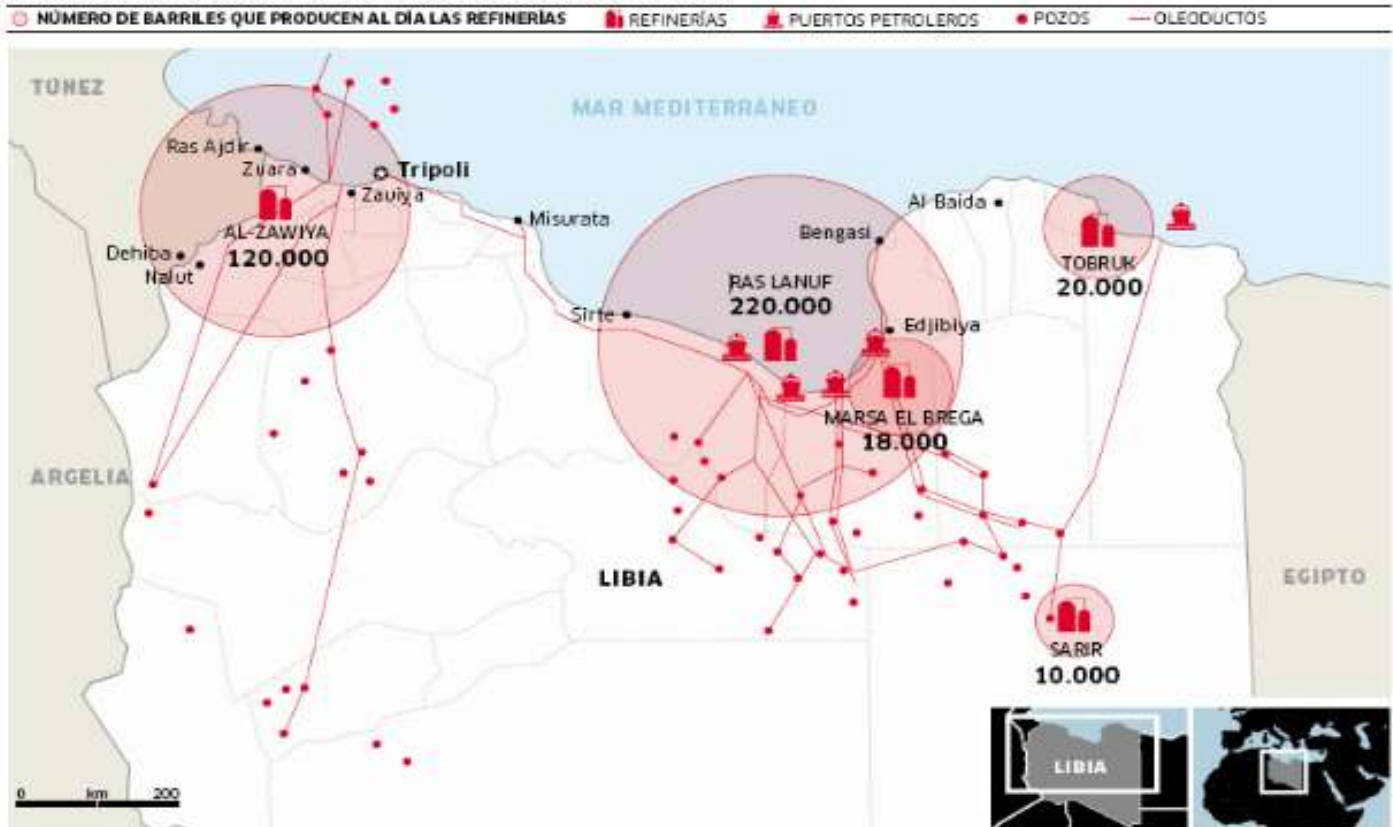 NÚMERO DE BARRILES QUE PRODUCEN AL DÍA LAS REFINERÍAS
REFINERÍAS
PUERTOS PETROLEROS
POZOS
OLEODUCTOS
TÚNEZ
MAR MEDITERRÁNEO
Ras Ajdir
Zuara
Trípoli
Zauiya
Misurata
Al-Baida
Bengasi
AL-ZAWIYA
120.000
Dehiba
Nalut
RAS LANUF
220.000
TOBRUK
20.000
Sirte
Edjibiya
MARSA EL BREGA
18.000
ARGELIA
LIBIA
EGIPTO
SARIR
10.000
LIBIA
0 km 200